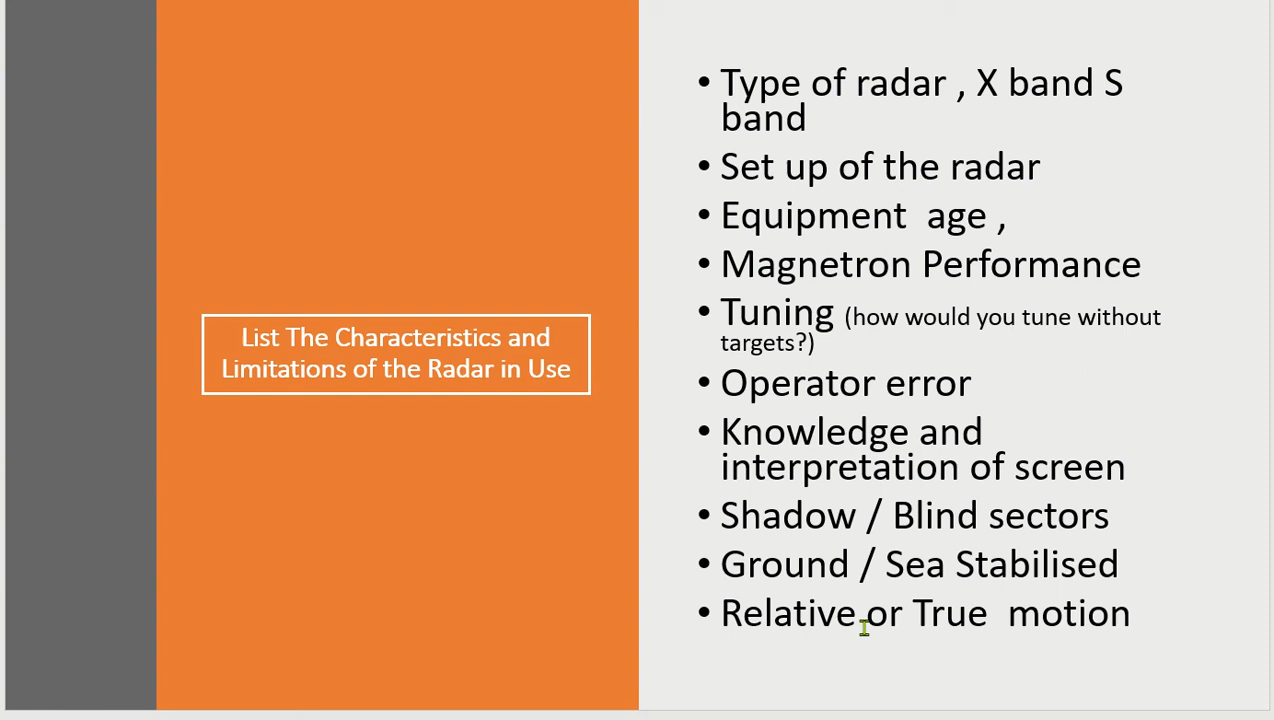 List The Characteristics and
Limitations of the Radar in Use
• Type of radar , X band S
band
• Set up of the radar
• Equipment  age ,
• Magnetron Performance
• Tuning (how would you tune without
targets?)
• Operator error
• Knowledge and
interpretation of screen
• Shadow / Blind sectors
• Ground / Sea Stabilised
• Relative or True  motion